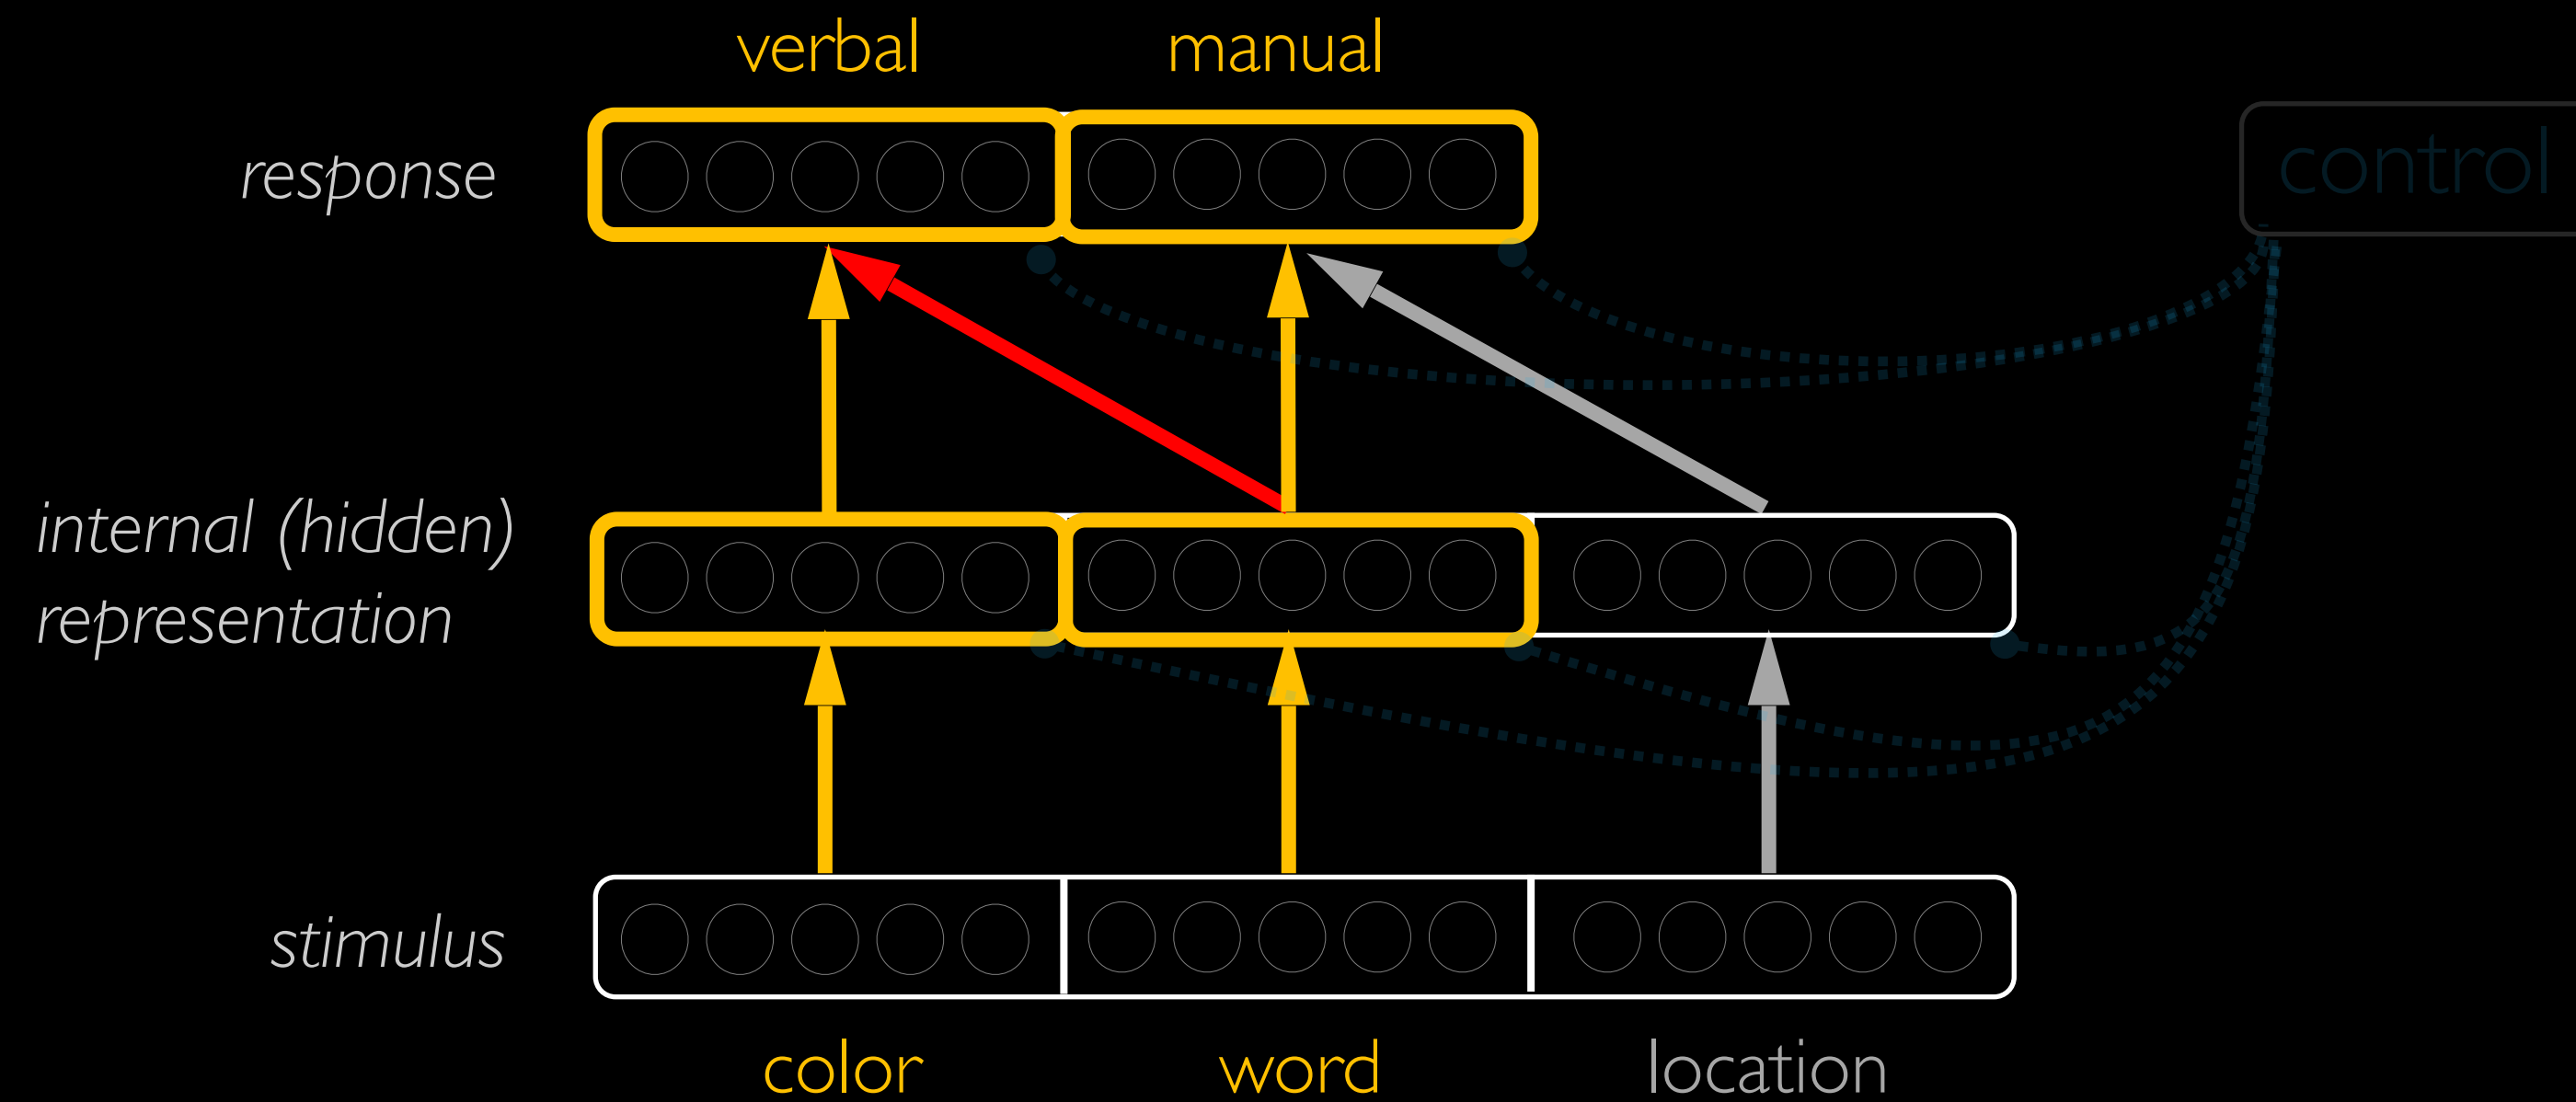 verbal manual
response
control
internal (hidden)
representation
stimulus
color word location